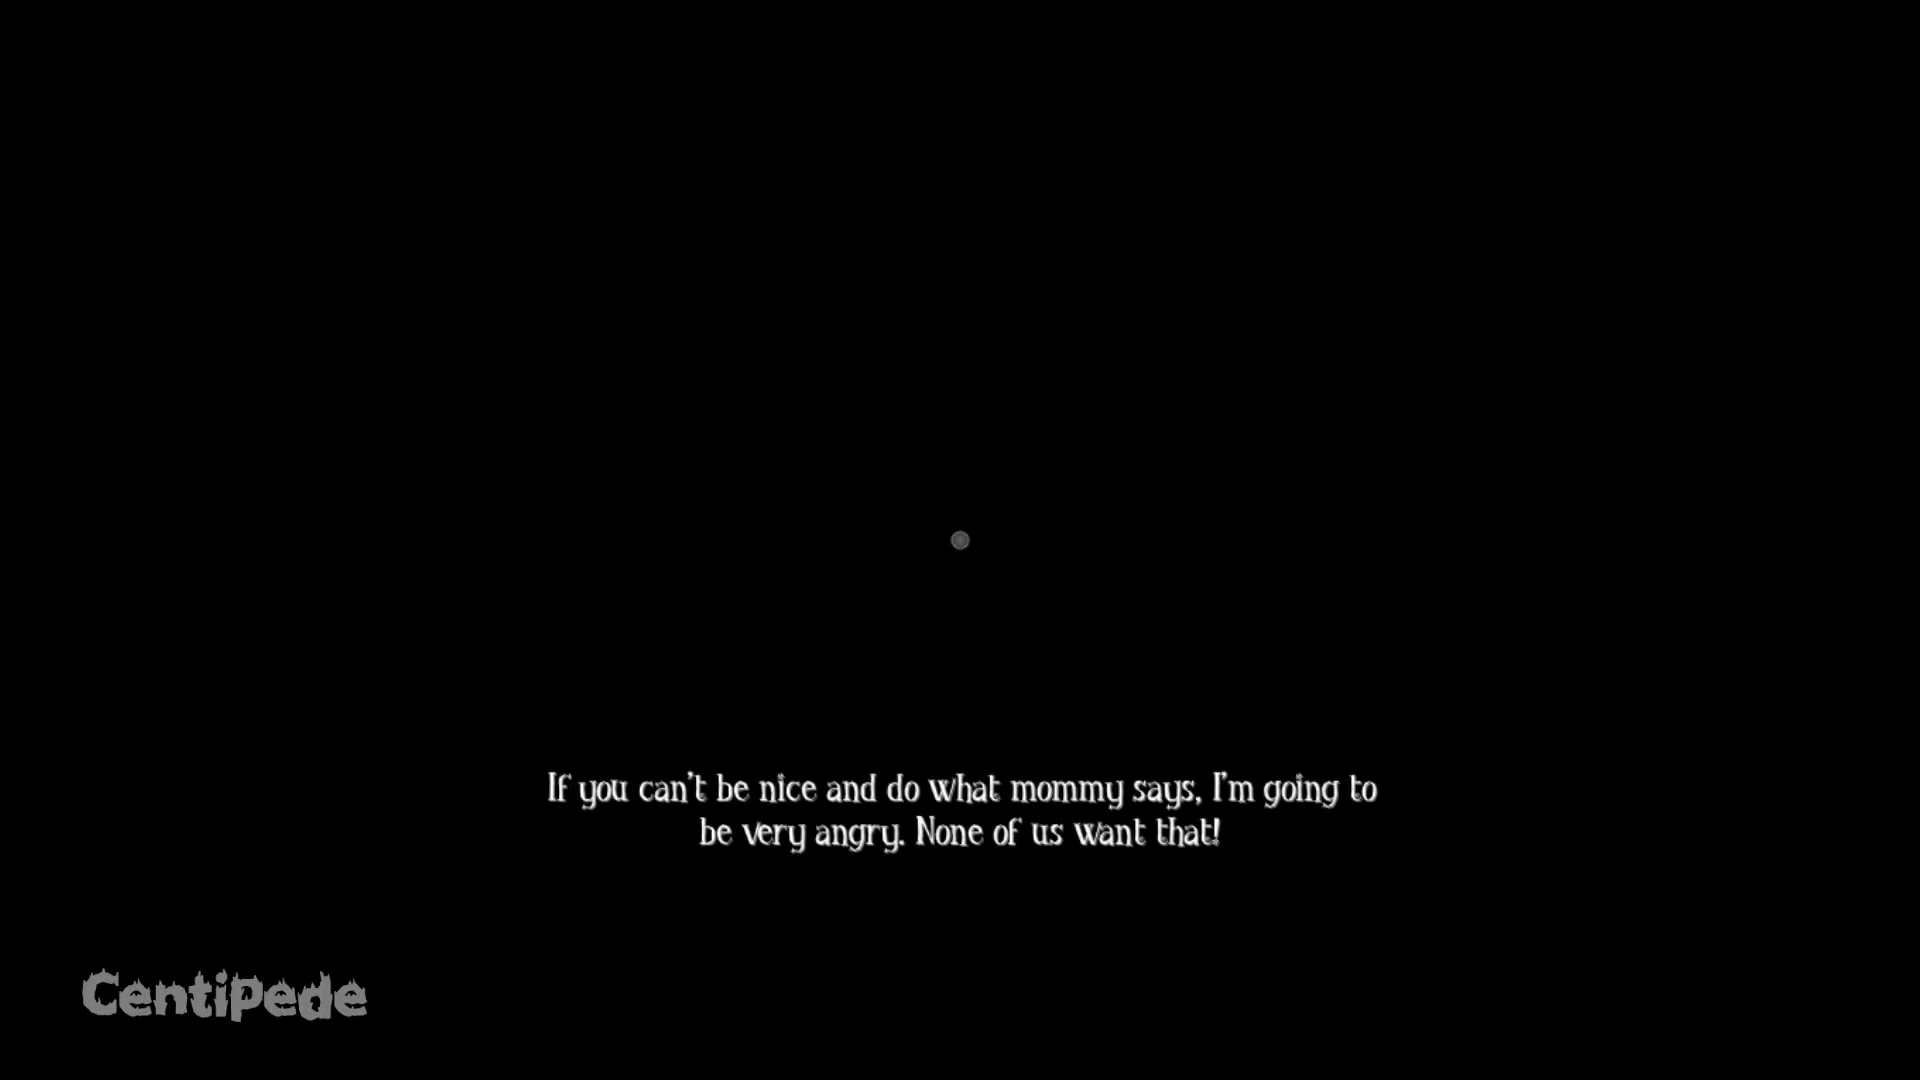 If you can't be nice and do what mommy says, I'm going to
be very angry. None of us want that!
Centipede